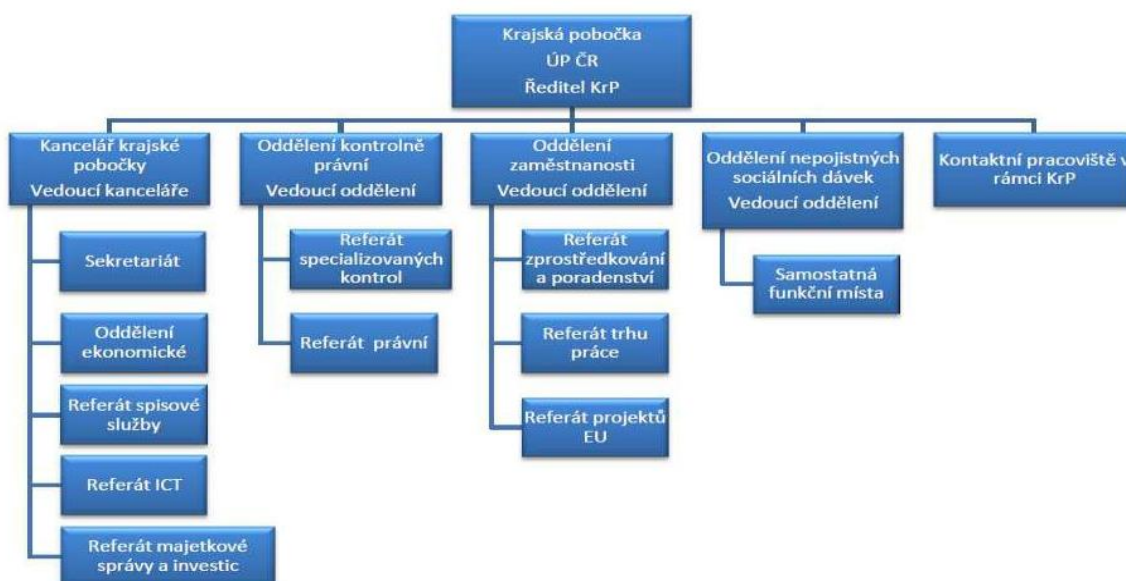 Krajská pobočka
ÚP ČR
Ředitel KrP
Kancelář krajské
pobočky
Vedoucí kanceláře
Sekretariát
Oddělení
ekonomické
Referát spisové
služby
Referát ICT
Referát majetkové
správy a investic
Oddělení kontrolně
právní
Vedoucí oddělení
Referát
specializovaných
kontrol
Referát právní
Oddělení
zaměstnanosti
Vedoucí oddělení
Referát
zprostředkování
a poradenství
Referát trhu
práce
Referát projektů
EU
Oddělení nepojistných
sociálních dávek
Vedoucí oddělení
Samostatná
funkční místa
Kontaktní pracoviště v
rámci KrP